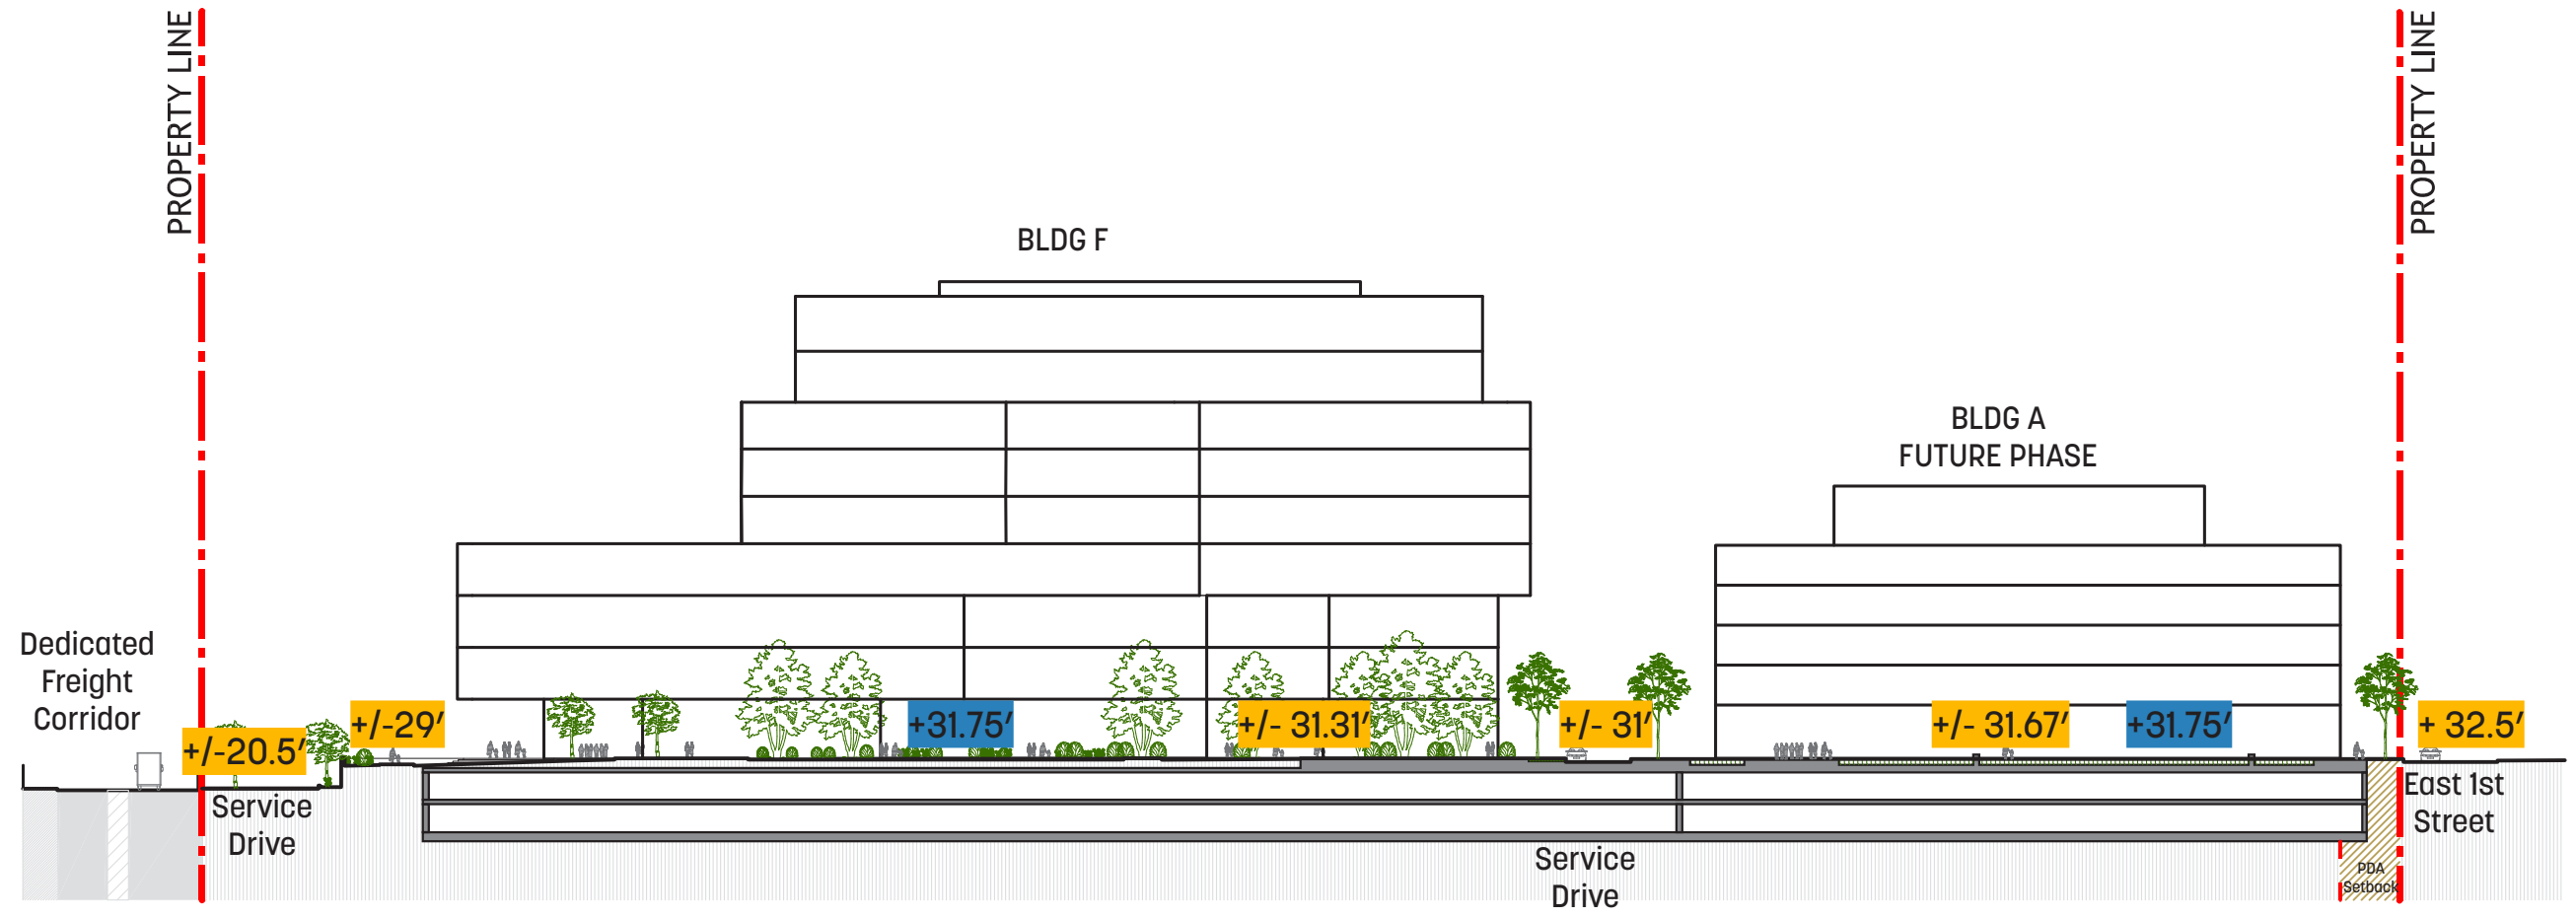 PROPERTY LINE
PROPERTY LINE
BLDG F
BLDG A
FUTURE PHASE
Dedicated
Freight
Corridor
+/-20.5’
+/-29’
+31.75’
+/- 31.31’
+/- 31’
+/- 31.67’
+31.75’
+ 32.5’
Service
Drive
East 1st
Street
Service
Drive
PDA
Setback